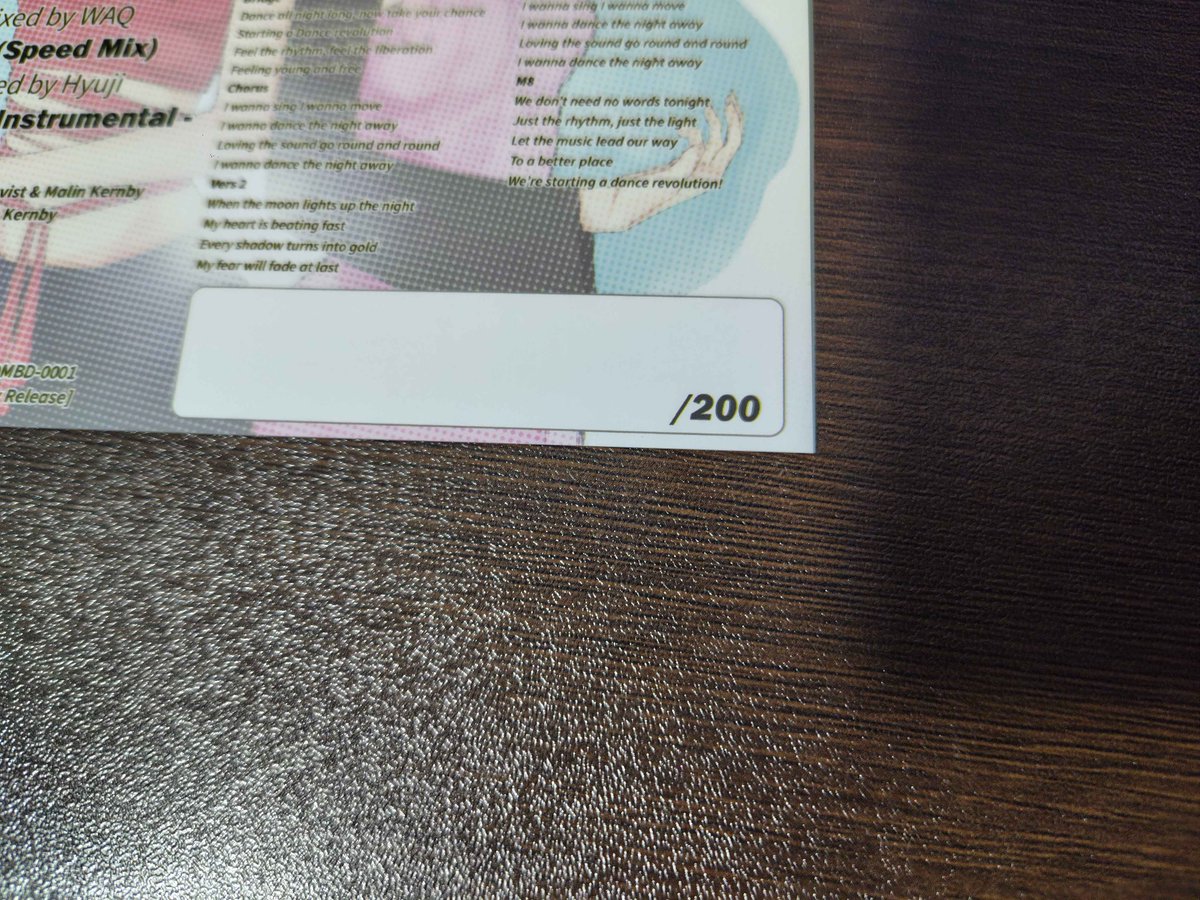 ixed by WAQ
(Speed Mix)
ed by Hyuji
Instrumental -
vist & Malin Kernby
Kernby
MBD-0001
Release]
Bridge
Dance all night long, now take your chance
Starting a Dance revolution
Feel the rhythm, feel the liberation
Feeling young and free
Chorus
I wanna sing I wanna move
I wanna dance the night away
Loving the sound go round and round
I wanna dance the night away
Vers 2
When the moon lights up the night
My heart is beating fast
Every shadow turns into gold
My fear will fade at last
I wanna sing I wanna move
I wanna dance the night away
Loving the sound go round and round
I wanna dance the night away
M8
We don't need no words tonight
Just the rhythm, just the light
Let the music lead our way
To a better place
We're starting a dance revolution!
/200